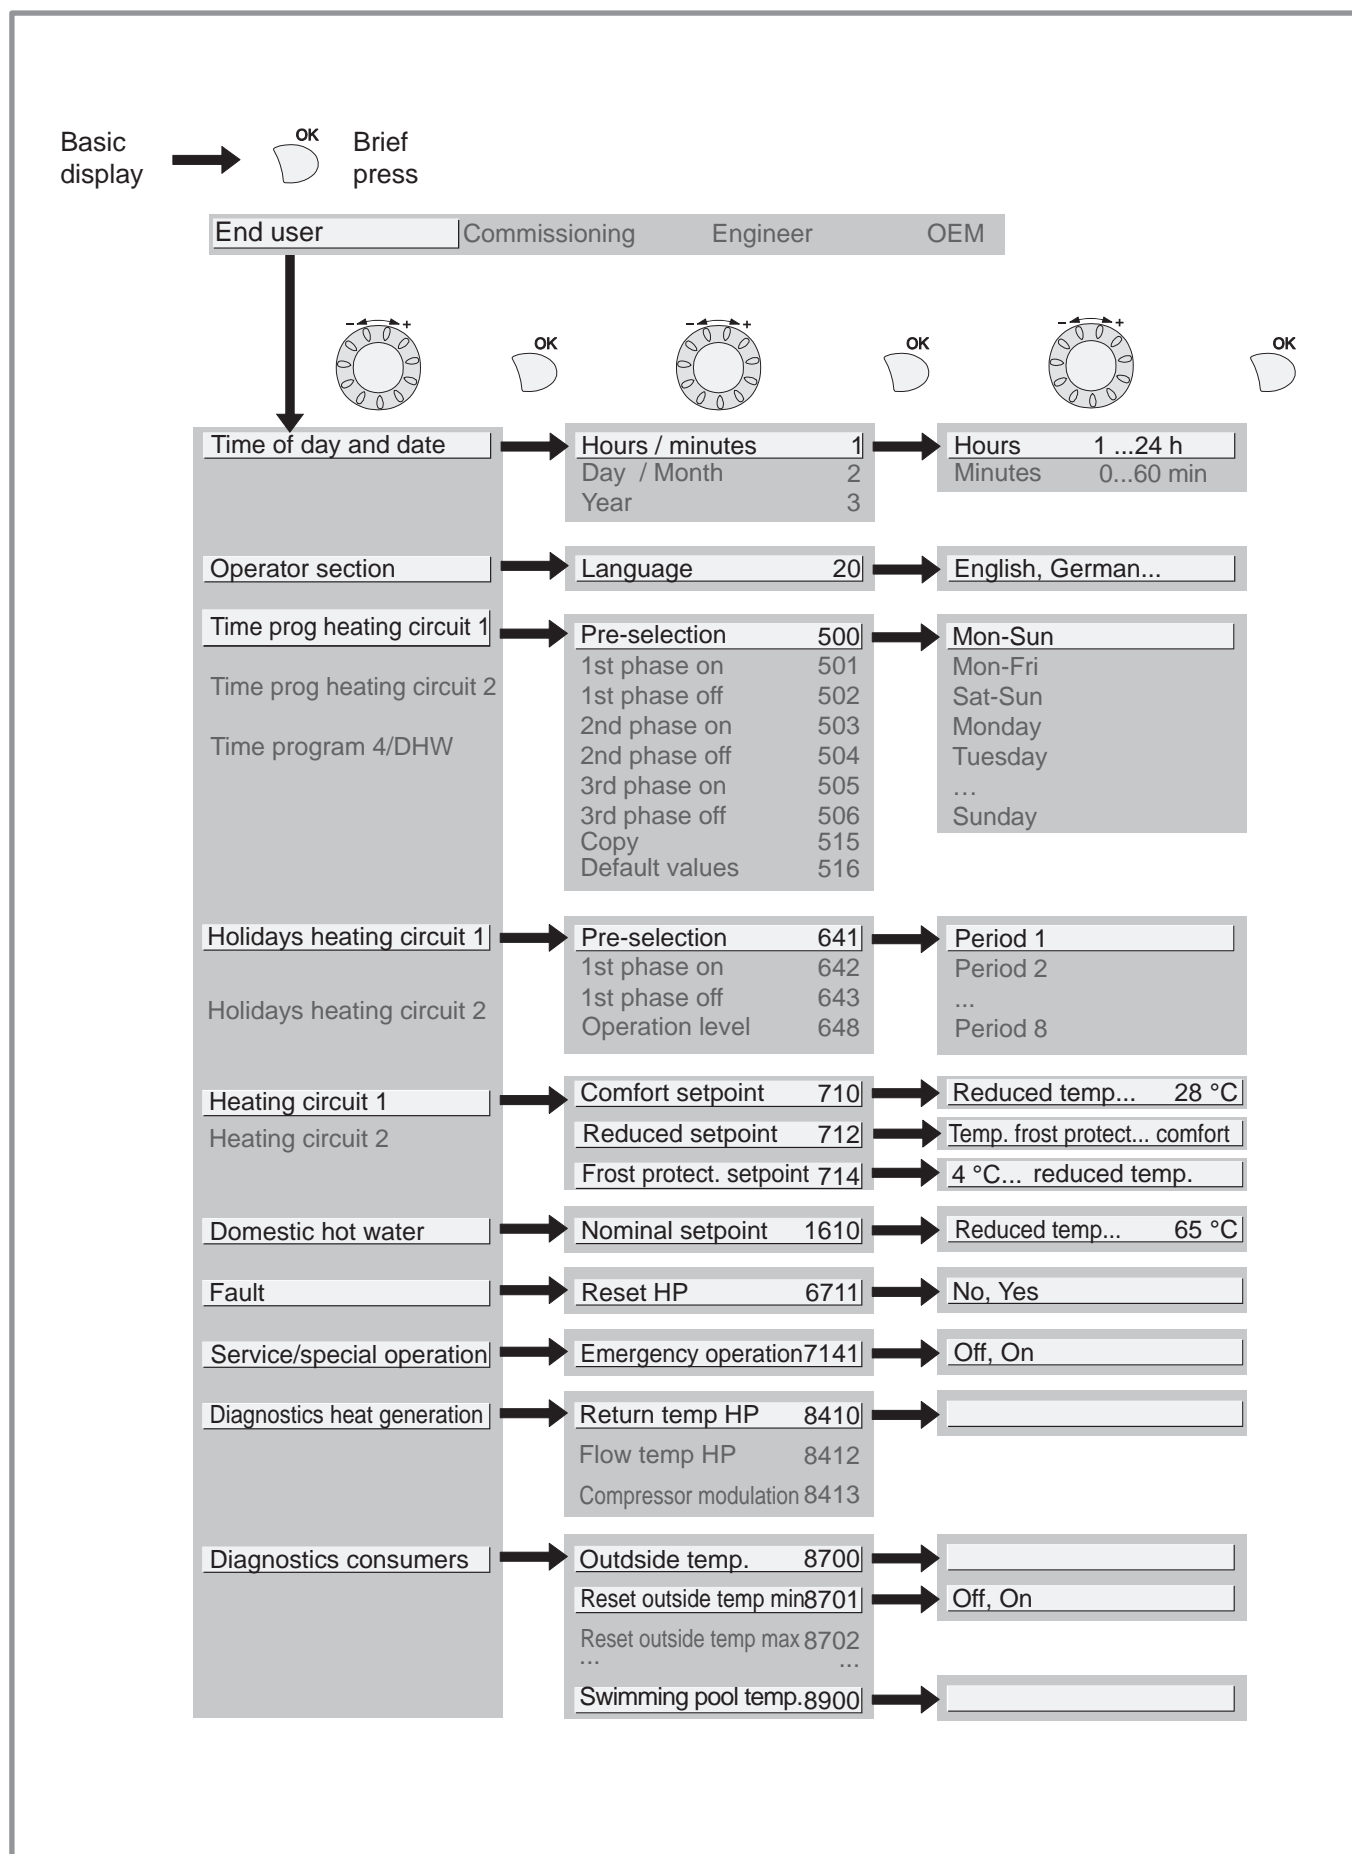 Basic display
OK
Brief press
End user Commissioning Engineer OEM
- +
OK
- +
OK
- +
OK
Time of day and date
Hours / minutes 1
Day / Month 2
Year 3
Hours 1 ...24 h
Minutes 0...60 min
Operator section
Language 20
English, German...
Time prog heating circuit 1
Time prog heating circuit 2
Time program 4/DHW
Pre-selection 500
1st phase on 501
1st phase off 502
2nd phase on 503
2nd phase off 504
3rd phase on 505
3rd phase off 506
Copy 515
Default values 516
Mon-Sun
Mon-Fri
Sat-Sun
Monday
Tuesday
…
Sunday
Holidays heating circuit 1
Holidays heating circuit 2
Pre-selection 641
1st phase on 642
1st phase off 643
Operation level 648
Period 1
Period 2
...
Period 8
Heating circuit 1
Heating circuit 2
Comfort setpoint 710
Reduced temp... 28 °C
Reduced setpoint 712
Temp. frost protect... comfort
Frost protect. setpoint 714
4 °C... reduced temp.
Domestic hot water
Nominal setpoint 1610
Reduced temp... 65 °C
Fault
Reset HP 6711
No, Yes
Service/special operation
Emergency operation 7141
Off, On
Diagnostics heat generation
Return temp HP 8410
Flow temp HP 8412
Compressor modulation 8413
Diagnostics consumers
Outdside temp. 8700
Reset outside temp min 8701
Off, On
Reset outside temp max 8702
... ...
Swimming pool temp. 8900